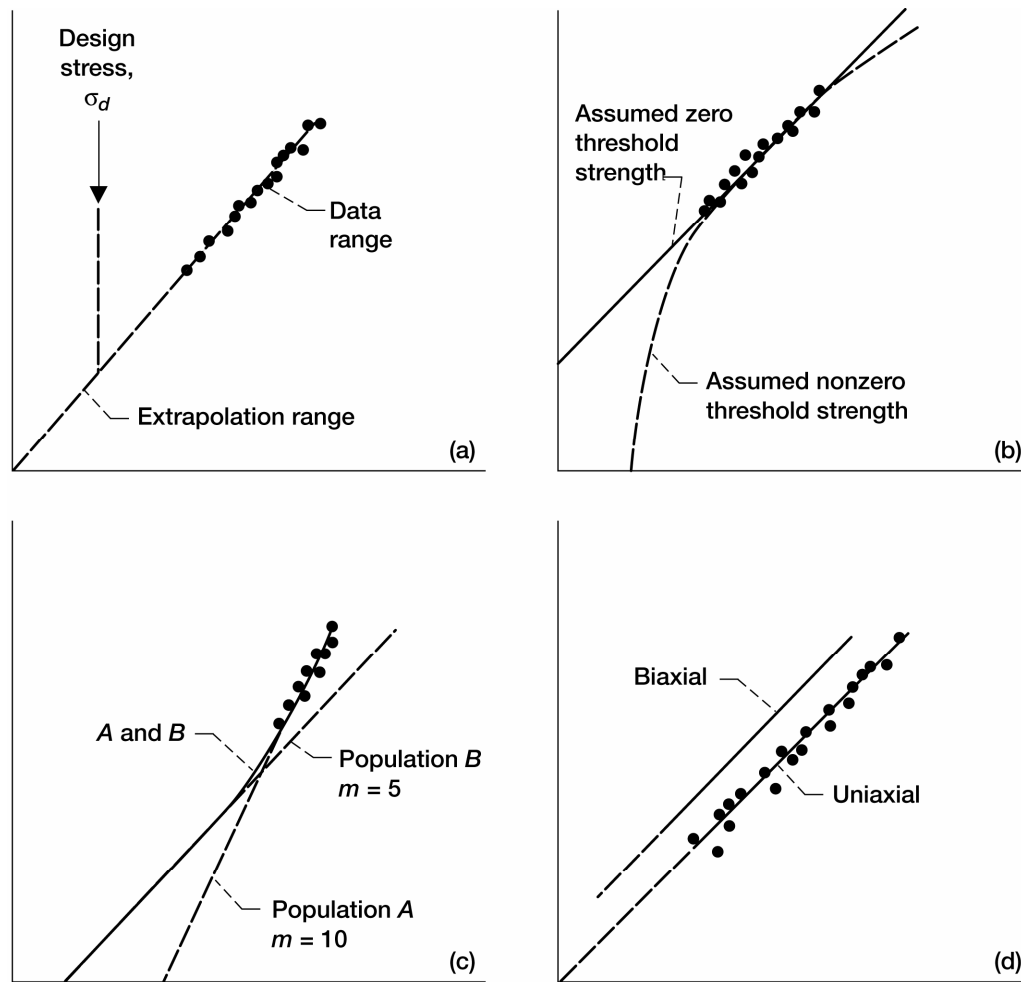 Design
stress,
σd
Data
range
Extrapolation range
(a)
Assumed zero
threshold
strength
Assumed nonzero
threshold strength
(b)
A and B
Population B
m = 5
Population A
m = 10
(c)
Biaxial
Uniaxial
(d)